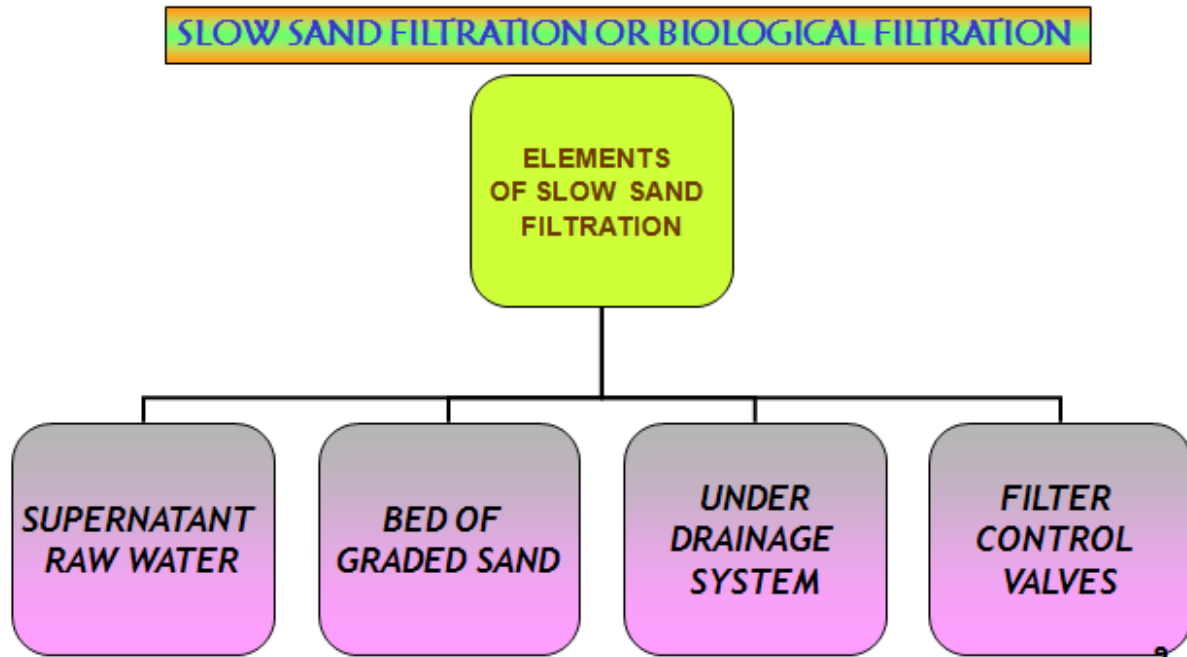 SLOW SAND FILTRATION OR BIOLOGICAL FILTRATION
ELEMENTS
OF SLOW SAND
FILTRATION
SUPERNATANT
RAW WATER
BED OF
GRADED SAND
UNDER
DRAINAGE
SYSTEM
FILTER
CONTROL
VALVES